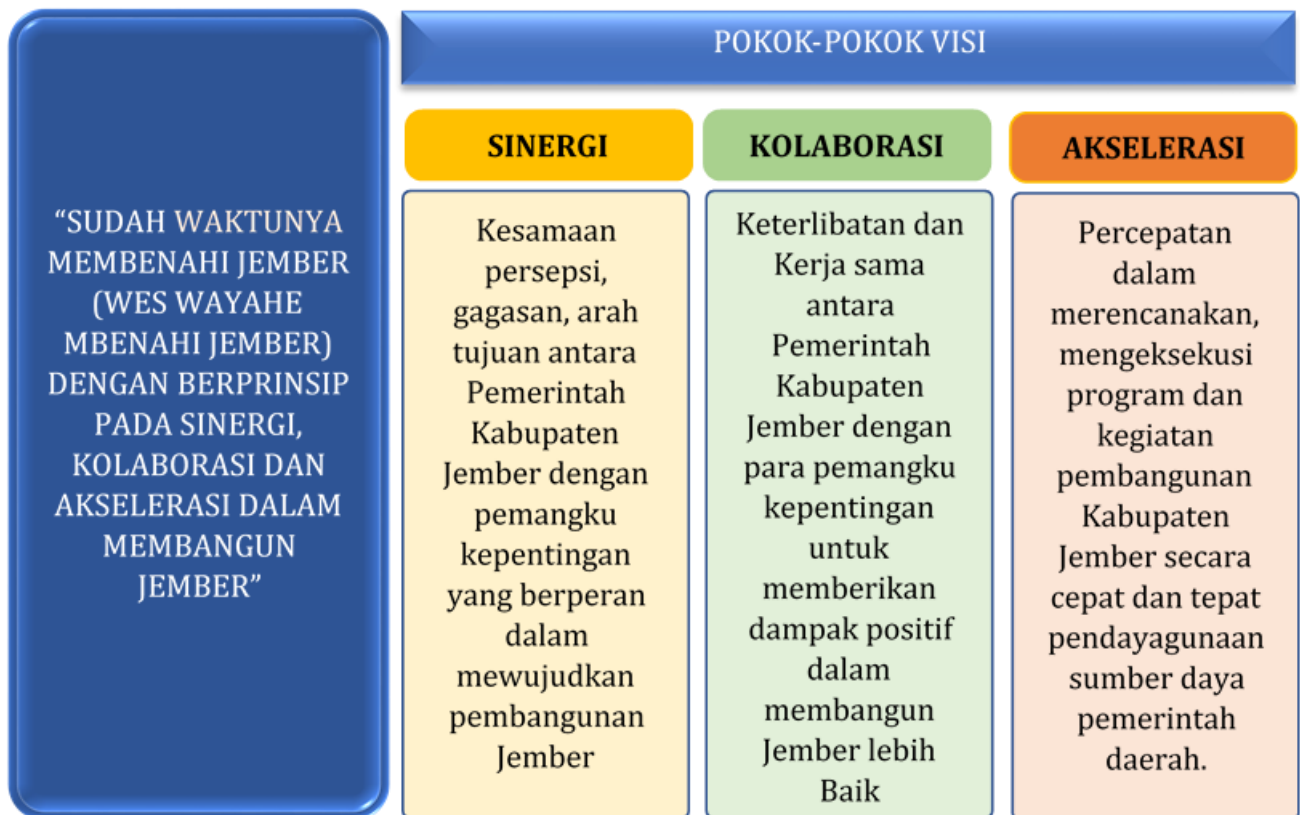 “SUDAH WAKTUNYA
MEMBENAHI JEMBER
(WES WAYAHE
MBENAHI JEMBER)
DENGAN BERPRINSIP
PADA SINERGI,
KOLABORASI DAN
AKSELERASI DALAM
MEMBANGUN
JEMBER”
POKOK-POKOK VISI
SINERGI
Kesamaan
persepsi,
gagasan, arah
tujuan antara
Pemerintah
Kabupaten
Jember dengan
pemangku
kepentingan
yang berperan
dalam
mewujudkan
pembangunan
Jember
KOLABORASI
Keterlibatan dan
Kerja sama
antara
Pemerintah
Kabupaten
Jember dengan
para pemangku
kepentingan
untuk
memberikan
dampak positif
dalam
membangun
Jember lebih
Baik
AKSELERASI
Percepatan
dalam
merencanakan,
mengeksekusi
program dan
kegiatan
pembangunan
Kabupaten
Jember secara
cepat dan tepat
pendayagunaan
sumber daya
pemerintah
daerah.